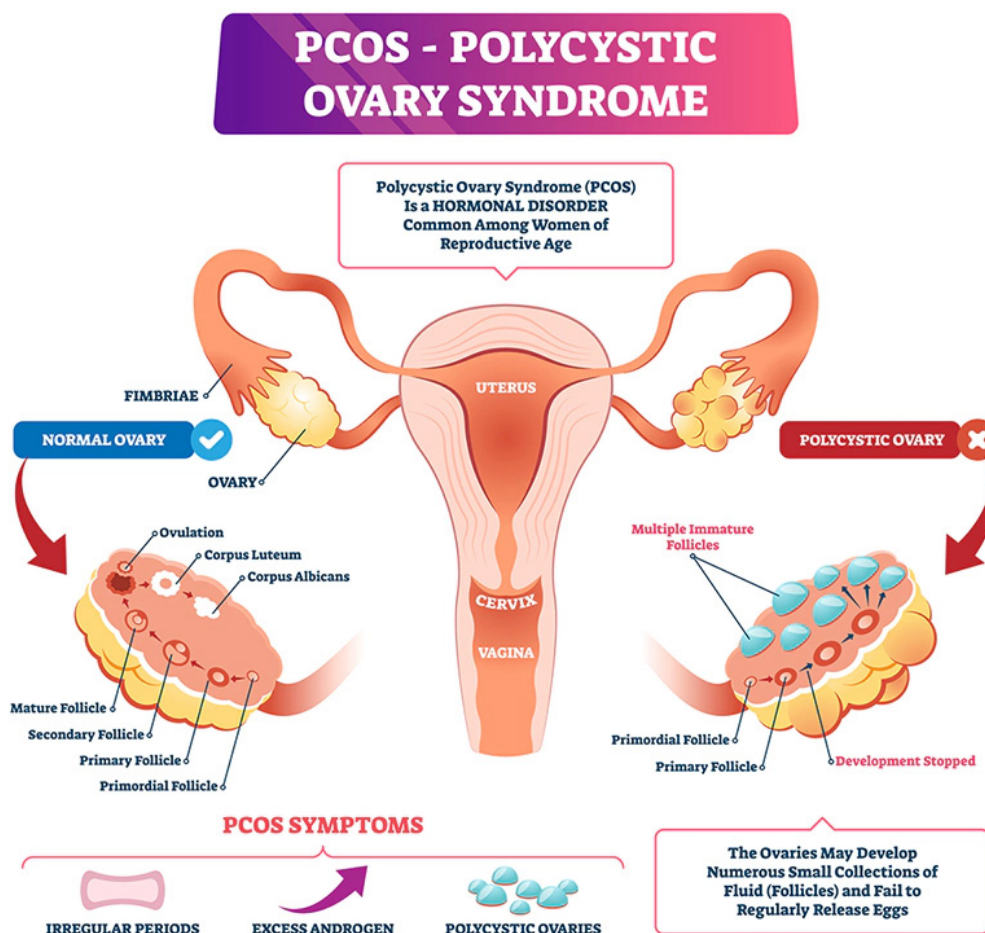 PCOS - POLYCYSTIC
OVARY SYNDROME
Polycystic Ovary Syndrome (PCOS)
Is a HORMONAL DISORDER
Common Among Women of
Reproductive Age
FIMBRIAE
UTERUS
NORMAL OVARY
POLYCYSTIC OVARY
OVARY
Ovulation
Corpus Luteum
Corpus Albicans
Multiple Immature
Follicles
CERVIX
VAGINA
Mature Follicle
Secondary Follicle
Primary Follicle
Primordial Follicle
Primordial Follicle
Primary Follicle
Development Stopped
PCOS SYMPTOMS
IRREGULAR PERIODS
EXCESS ANDROGEN
POLYCYSTIC OVARIES
The Ovaries May Develop
Numerous Small Collections of
Fluid (Follicles) and Fail to
Regularly Release Eggs